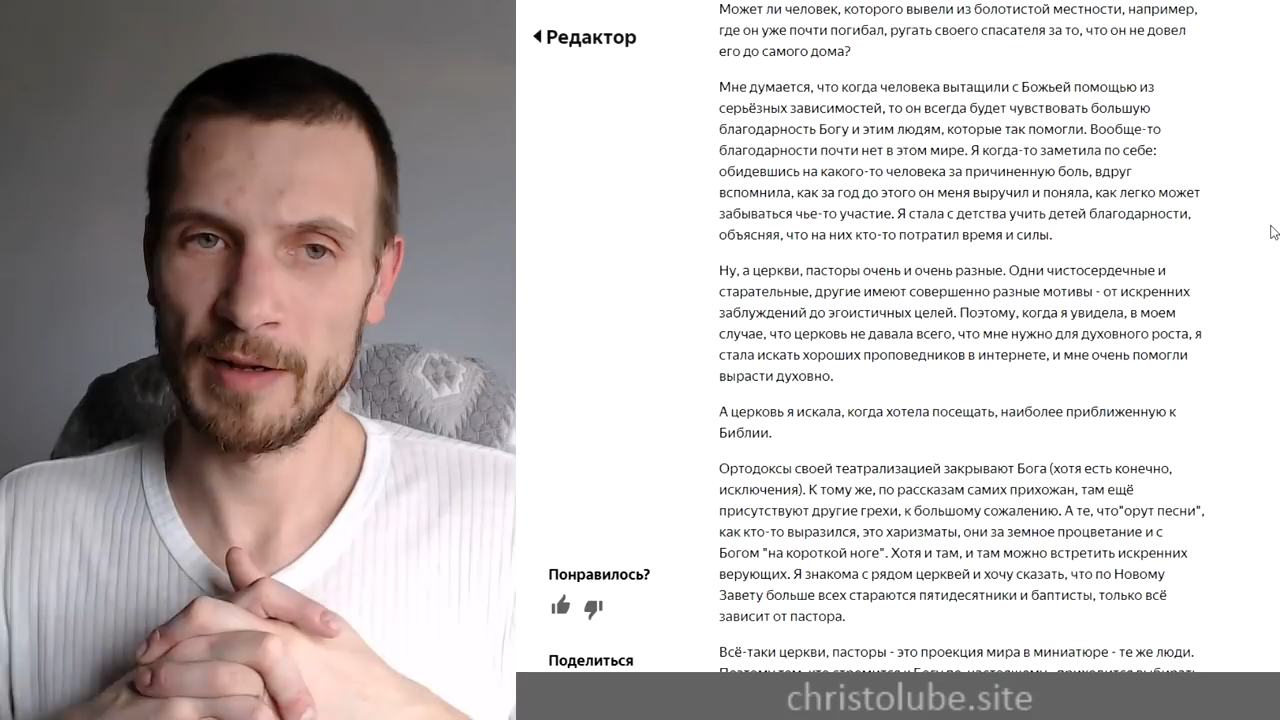 Может ли человек, которого вывели из болотистой местности, например,
где он уже почти погибал, ругать своего спасателя за то, что он не довел
его до самого дома?
Редактор
Мне думается, что когда человека вытащили с Божьей помощью из
серьёзных зависимостей, то он всегда будет чувствовать большую
благодарность Богу и этим людям, которые так помогли. Вообще-то
благодарности почти нет в этом мире. Я когда-то заметила по себе:
обидевшись на какого-то человека за причиненную боль, вдруг
вспомнила, как за год до этого он меня выручил и поняла, как легко может
забываться чье-то участие. Я стала с детства учить детей благодарности,
объясняя, что на них кто-то потратил время и силы.
Ну, а церкви, пасторы очень и очень разные. Одни чистосердечные и
старательные, другие имеют совершенно разные мотивы - от искренних
заблуждений до эгоистичных целей. Поэтому, когда я увидела, в моем
случае, что церковь не давала всего, что мне нужно для духовного роста, я
стала искать хороших проповедников в интернете, и мне очень помогли
вырасти духовно.
А церковь я искала, когда хотела посещать, наиболее приближенную к
Библии.
Ортодоксы своей театрализацией закрывают Бога (хотя есть конечно,
исключения). К тому же, по рассказам самих прихожан, там ещё
присутствуют другие грехи, к большому сожалению. А те, что"орут песни",
как кто-то выразился, это харизматы, они за земное процветание и с
Богом "на короткой ноге". Хотя и там, и там можно встретить искренних
верующих. Я знакома с рядом церквей и хочу сказать, что по Новому
Завету больше всех стараются пятидесятники и баптисты, только всё
зависит от пастора.
Понравилось?
Всё-таки церкви, пасторы - это проекция мира в миниатюре - те же люди.
Поделиться
christolube.site